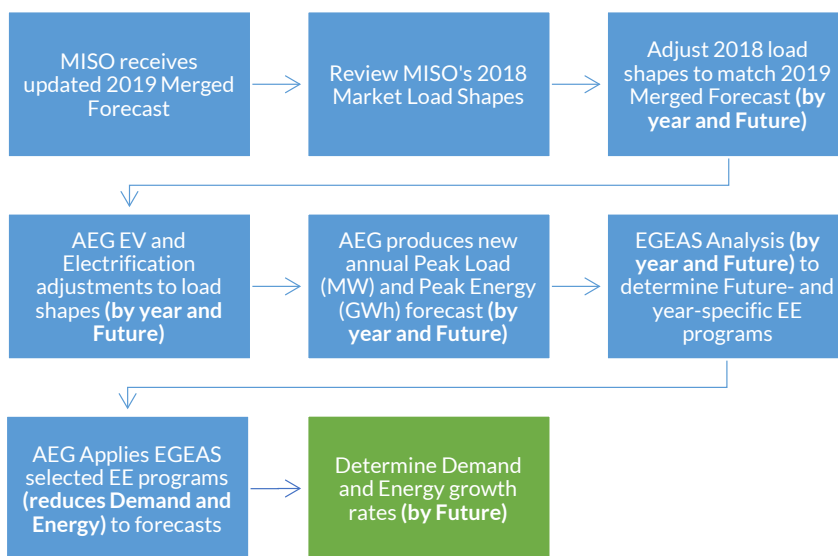 MISO receives
updated 2019 Merged
Forecast
Review MISO's 2018
Market Load Shapes
Adjust 2018 load
shapes to match 2019
Merged Forecast (by
year and Future)
AEG EV and
Electrification
adjustments to load
shapes (by year and
Future)
AEG produces new
annual Peak Load
(MW) and Peak Energy
(GWh) forecast (by
year and Future)
EGEAS Analysis (by
year and Future) to
determine Future- and
year-specific EE
programs
AEG Applies EGEAS
selected EE programs
(reduces Demand and
Energy) to forecasts
Determine Demand
and Energy growth
rates (by Future)